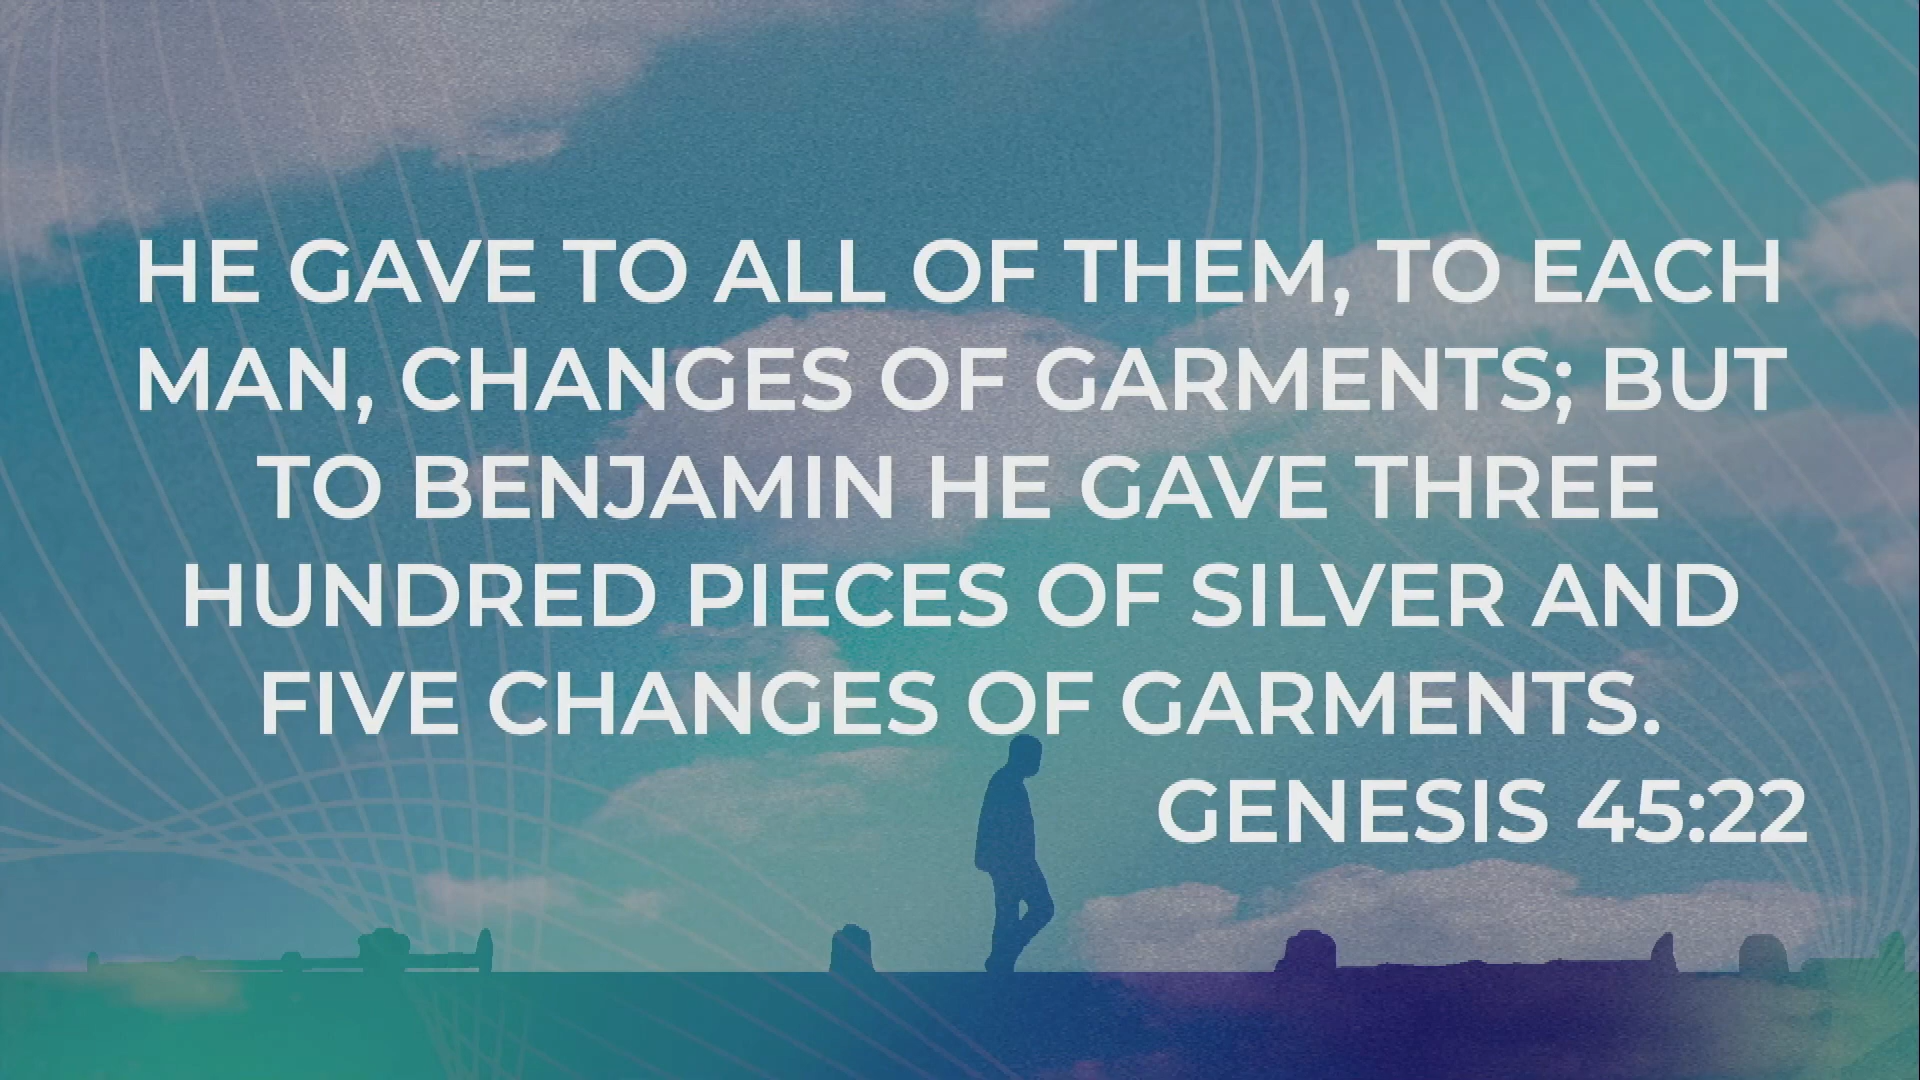 HE GAVE TO ALL OF THEM, TO EACH
MAN, CHANGES OF GARMENTS; BUT
TO BENJAMIN HE GAVE THREE
HUNDRED PIECES OF SILVER AND
FIVE CHANGES OF GARMENTS.
GENESIS 45:22